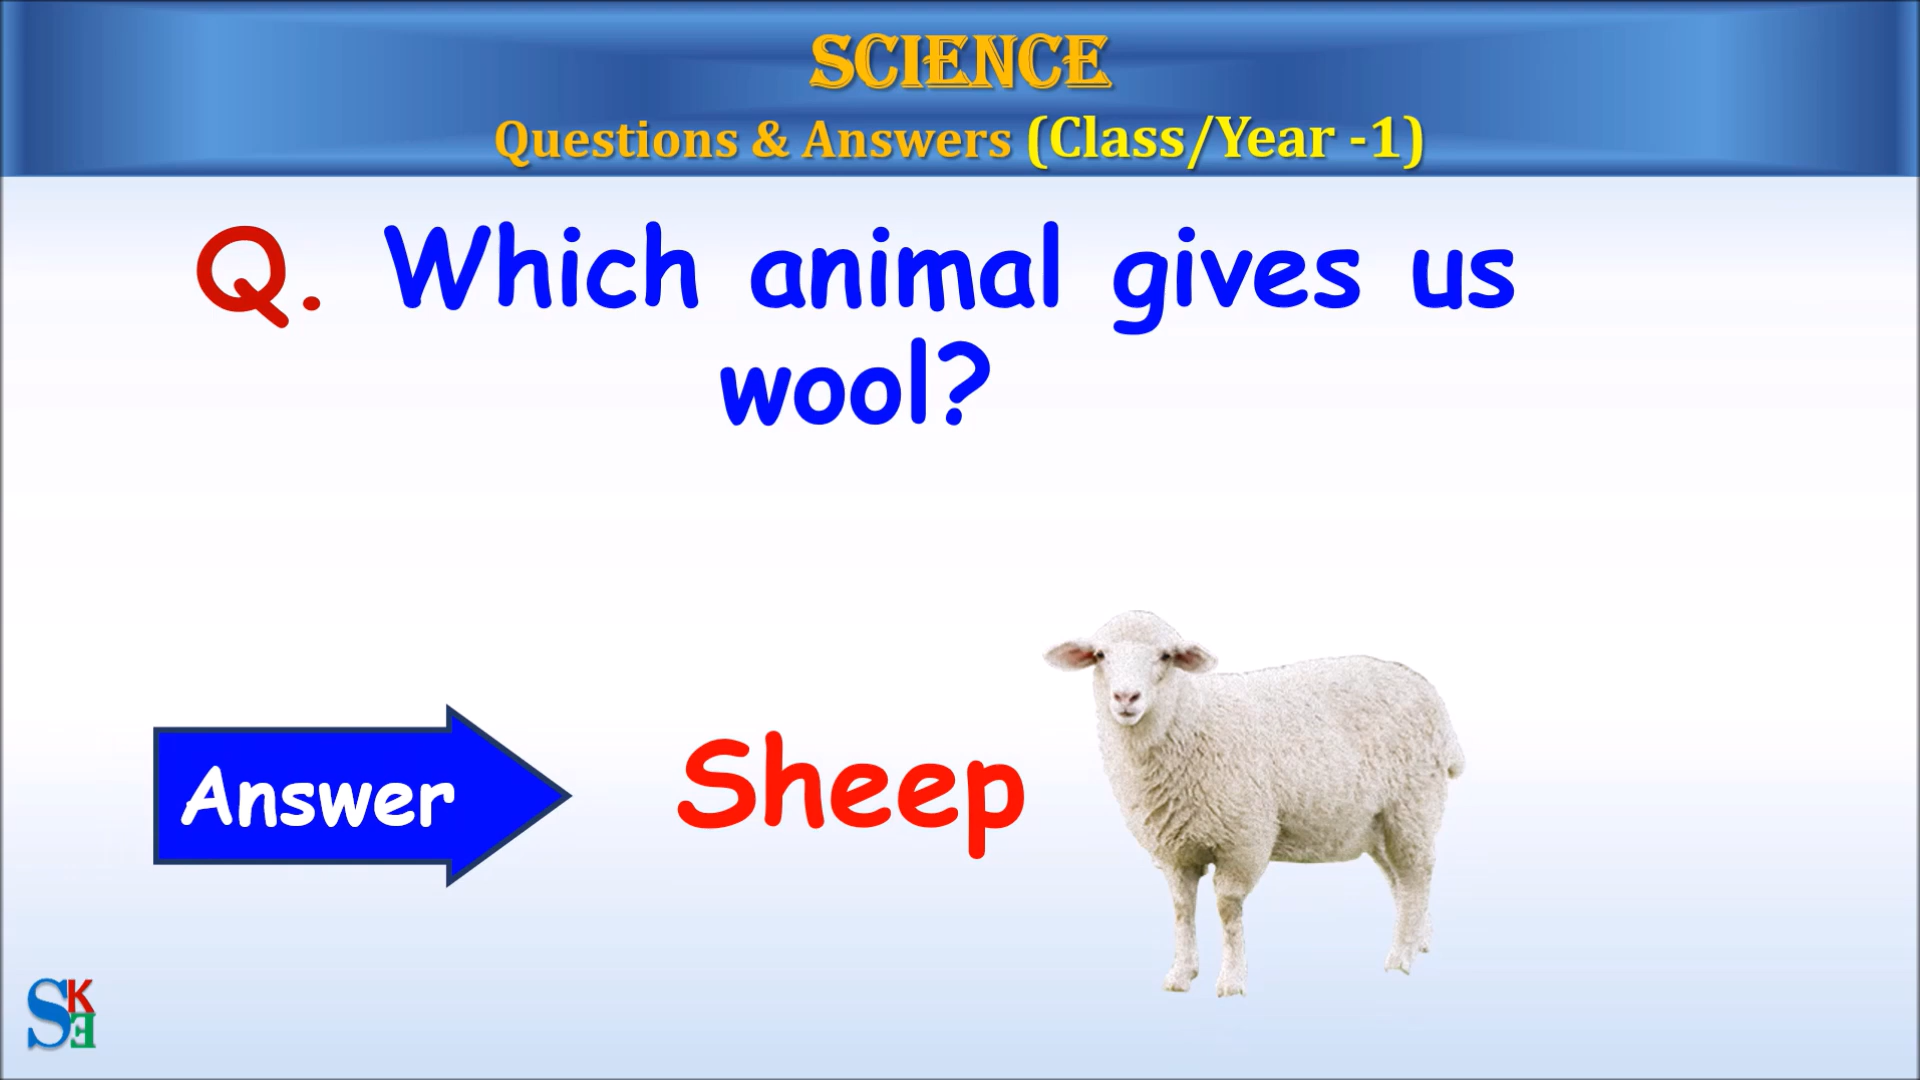 SCIENCE
Questions & Answers (Class/Year -1)
Q. Which animal gives us
wool?
Answer
Sheep
SKE